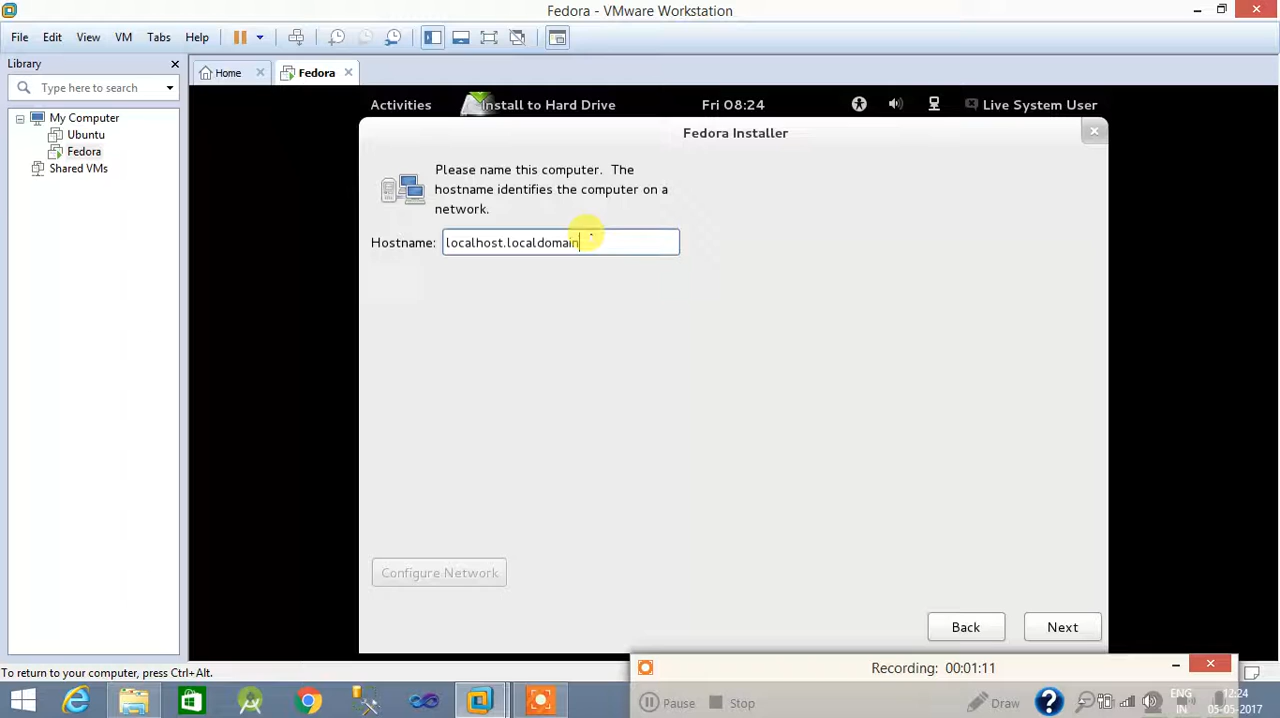 Fedora - VMware Workstation
File Edit View VM Tabs Help
Library
Type here to search
My Computer
Ubuntu
Fedora
Shared VMs
Home
Fedora
Activities Install to Hard Drive Fri 08:24 Live System User
Fedora Installer
Please name this computer. The
hostname identifies the computer on a
network.
Hostname: localhost.localdomain
Configure Network
Back Next
To return to your computer, press Ctrl+Alt.
Recording: 00:01:11
Pause Stop Draw
ENG 12:24
IN 05-05-2017